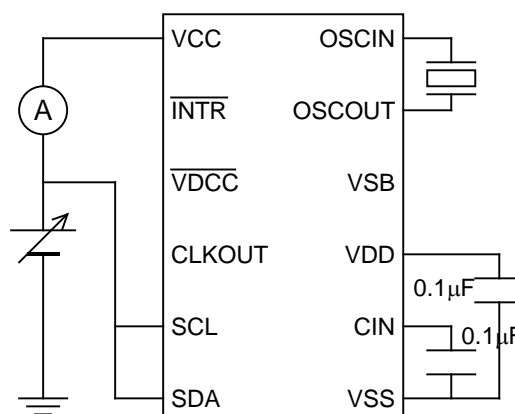 VCC OSCIN
A
INTR OSCOUT
VDCC VSB
CLKOUT VDD
0.1μF
SCL CIN
0.1μF
SDA VSS